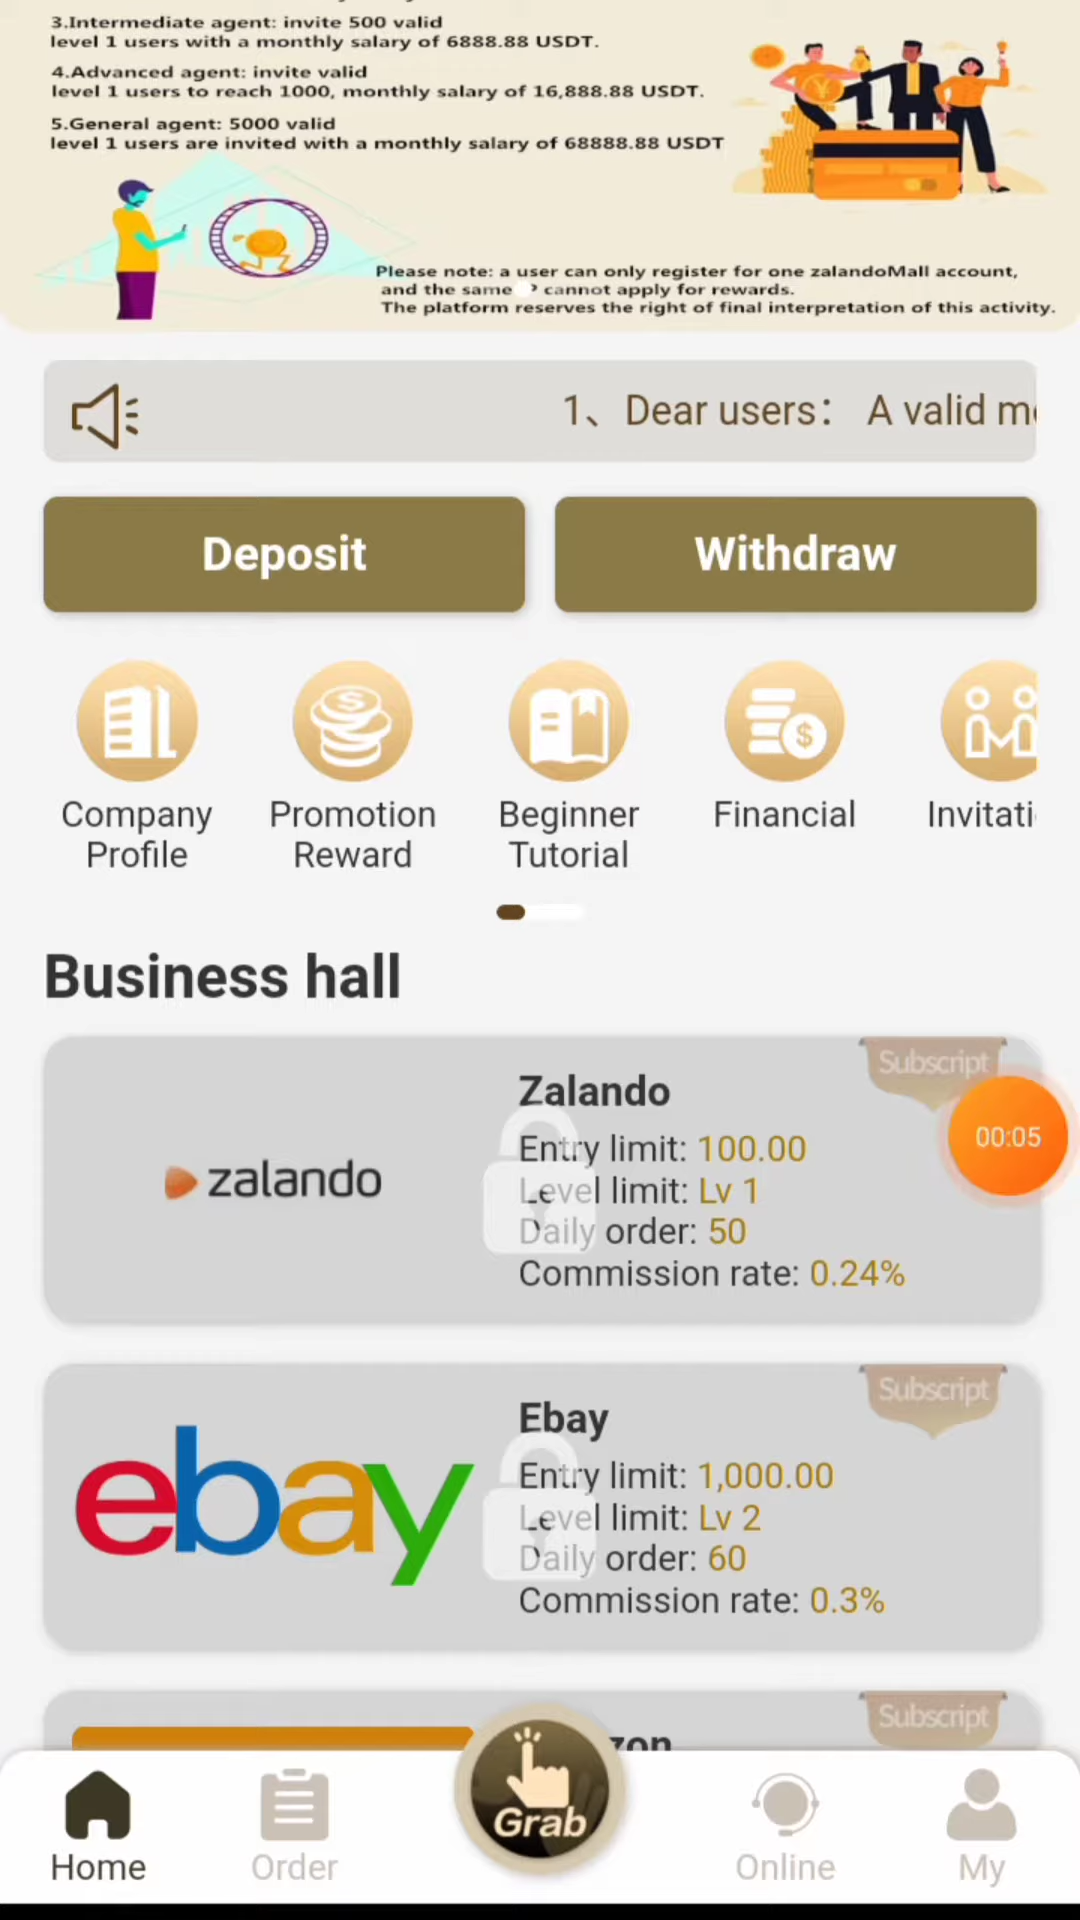 3.Intermediate agent: invite 500 valid
level 1 users with a monthly salary of 6888.88 USDT.
4.Advanced agent: invite valid
level 1 users to reach 1000, monthly salary of 16,888.88 USDT.
5.General agent: 5000 valid
level 1 users are invited with a monthly salary of 68888.88 USDT
Please note: a user can only register for one zalandoMall account,
and the same cannot apply for rewards.
The platform reserves the right of final interpretation of this activity.
1、Dear users： A valid
Deposit
Withdraw
Company
Profile
Promotion
Reward
Beginner
Tutorial
Financial
Invitati
Business hall
Subscript
Zalando
zalando
Entry limit: 100.00
Level limit: Lv 1
Daily order: 50
Commission rate: 0.24%
00:05
Subscript
Ebay
ebay
Entry limit: 1,000.00
Level limit: Lv 2
Daily order: 60
Commission rate: 0.3%
Subscript
zon
Grab
Home
Order
Online
My